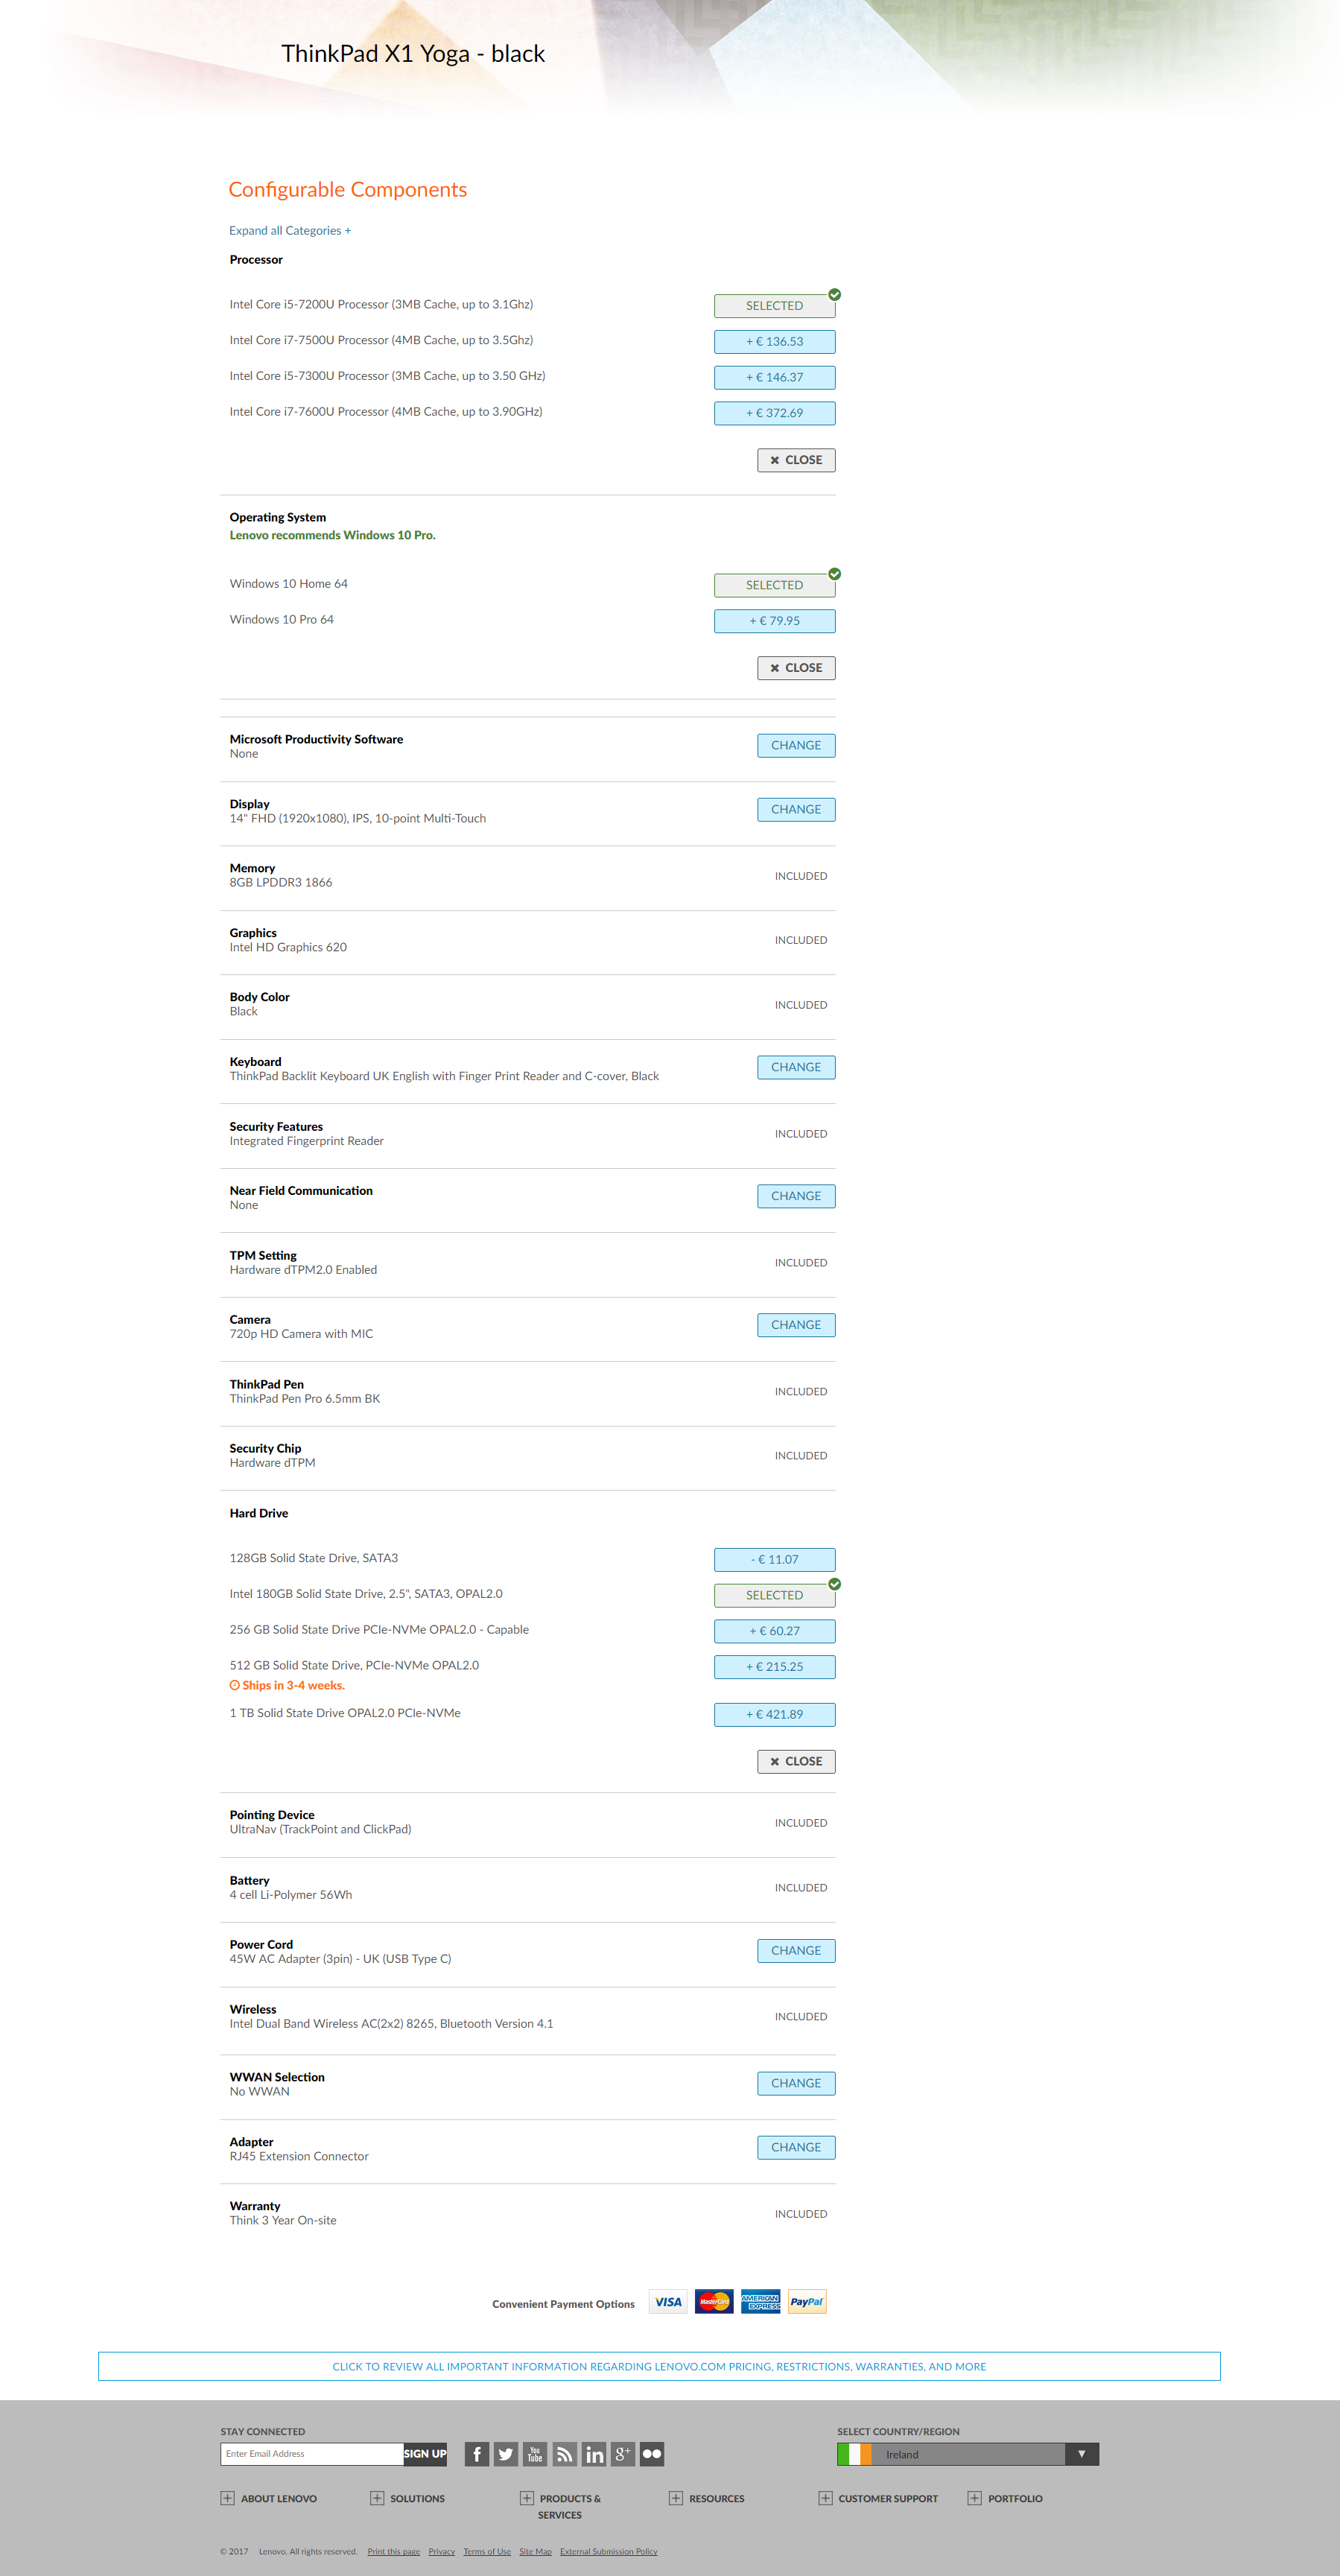 ThinkPad X1 Yoga - black
Configurable Components
Expand all Categories +
Processor
Intel Core i5-7200U Processor (3MB Cache, up to 3.1Ghz)
SELECTED
Intel Core i7-7500U Processor (4MB Cache, up to 3.5Ghz)
+ € 136.53
Intel Core i5-7300U Processor (3MB Cache, up to 3.50 GHz)
+ € 146.37
Intel Core i7-7600U Processor (4MB Cache, up to 3.90GHz)
+ € 372.69
✖ CLOSE
Operating System
Lenovo recommends Windows 10 Pro.
Windows 10 Home 64
SELECTED
Windows 10 Pro 64
+ € 79.95
✖ CLOSE
Microsoft Productivity Software
None
CHANGE
Display
14" FHD (1920x1080), IPS, 10-point Multi-Touch
CHANGE
Memory
8GB LPDDR3 1866
INCLUDED
Graphics
Intel HD Graphics 620
INCLUDED
Body Color
Black
INCLUDED
Keyboard
ThinkPad Backlit Keyboard UK English with Finger Print Reader and C-cover, Black
CHANGE
Security Features
Integrated Fingerprint Reader
INCLUDED
Near Field Communication
None
CHANGE
TPM Setting
Hardware dTPM2.0 Enabled
INCLUDED
Camera
720p HD Camera with MIC
CHANGE
ThinkPad Pen
ThinkPad Pen Pro 6.5mm BK
INCLUDED
Security Chip
Hardware dTPM
INCLUDED
Hard Drive
128GB Solid State Drive, SATA3
- € 11.07
Intel 180GB Solid State Drive, 2.5", SATA3, OPAL2.0
SELECTED
256 GB Solid State Drive PCIe-NVMe OPAL2.0 - Capable
+ € 60.27
512 GB Solid State Drive, PCIe-NVMe OPAL2.0
+ € 215.25
Ships in 3-4 weeks.
1 TB Solid State Drive OPAL2.0 PCIe-NVMe
+ € 421.89
✖ CLOSE
Pointing Device
UltraNav (TrackPoint and ClickPad)
INCLUDED
Battery
4 cell Li-Polymer 56Wh
INCLUDED
Power Cord
45W AC Adapter (3pin) - UK (USB Type C)
CHANGE
Wireless
Intel Dual Band Wireless AC(2x2) 8265, Bluetooth Version 4.1
INCLUDED
WWAN Selection
No WWAN
CHANGE
Adapter
RJ45 Extension Connector
CHANGE
Warranty
Think 3 Year On-site
INCLUDED
Convenient Payment Options
VISA
MasterCard
AMERICAN EXPRESS
PayPal
CLICK TO REVIEW ALL IMPORTANT INFORMATION REGARDING LENOVO.COM PRICING, RESTRICTIONS, WARRANTIES, AND MORE
STAY CONNECTED
SELECT COUNTRY/REGION
Enter Email Address
SIGN UP
f
You Tube
in
g+
Ireland
▼
ABOUT LENOVO
SOLUTIONS
PRODUCTS & SERVICES
RESOURCES
CUSTOMER SUPPORT
PORTFOLIO
© 2017 Lenovo. All rights reserved. Print this page Privacy Terms of Use Site Map External Submission Policy